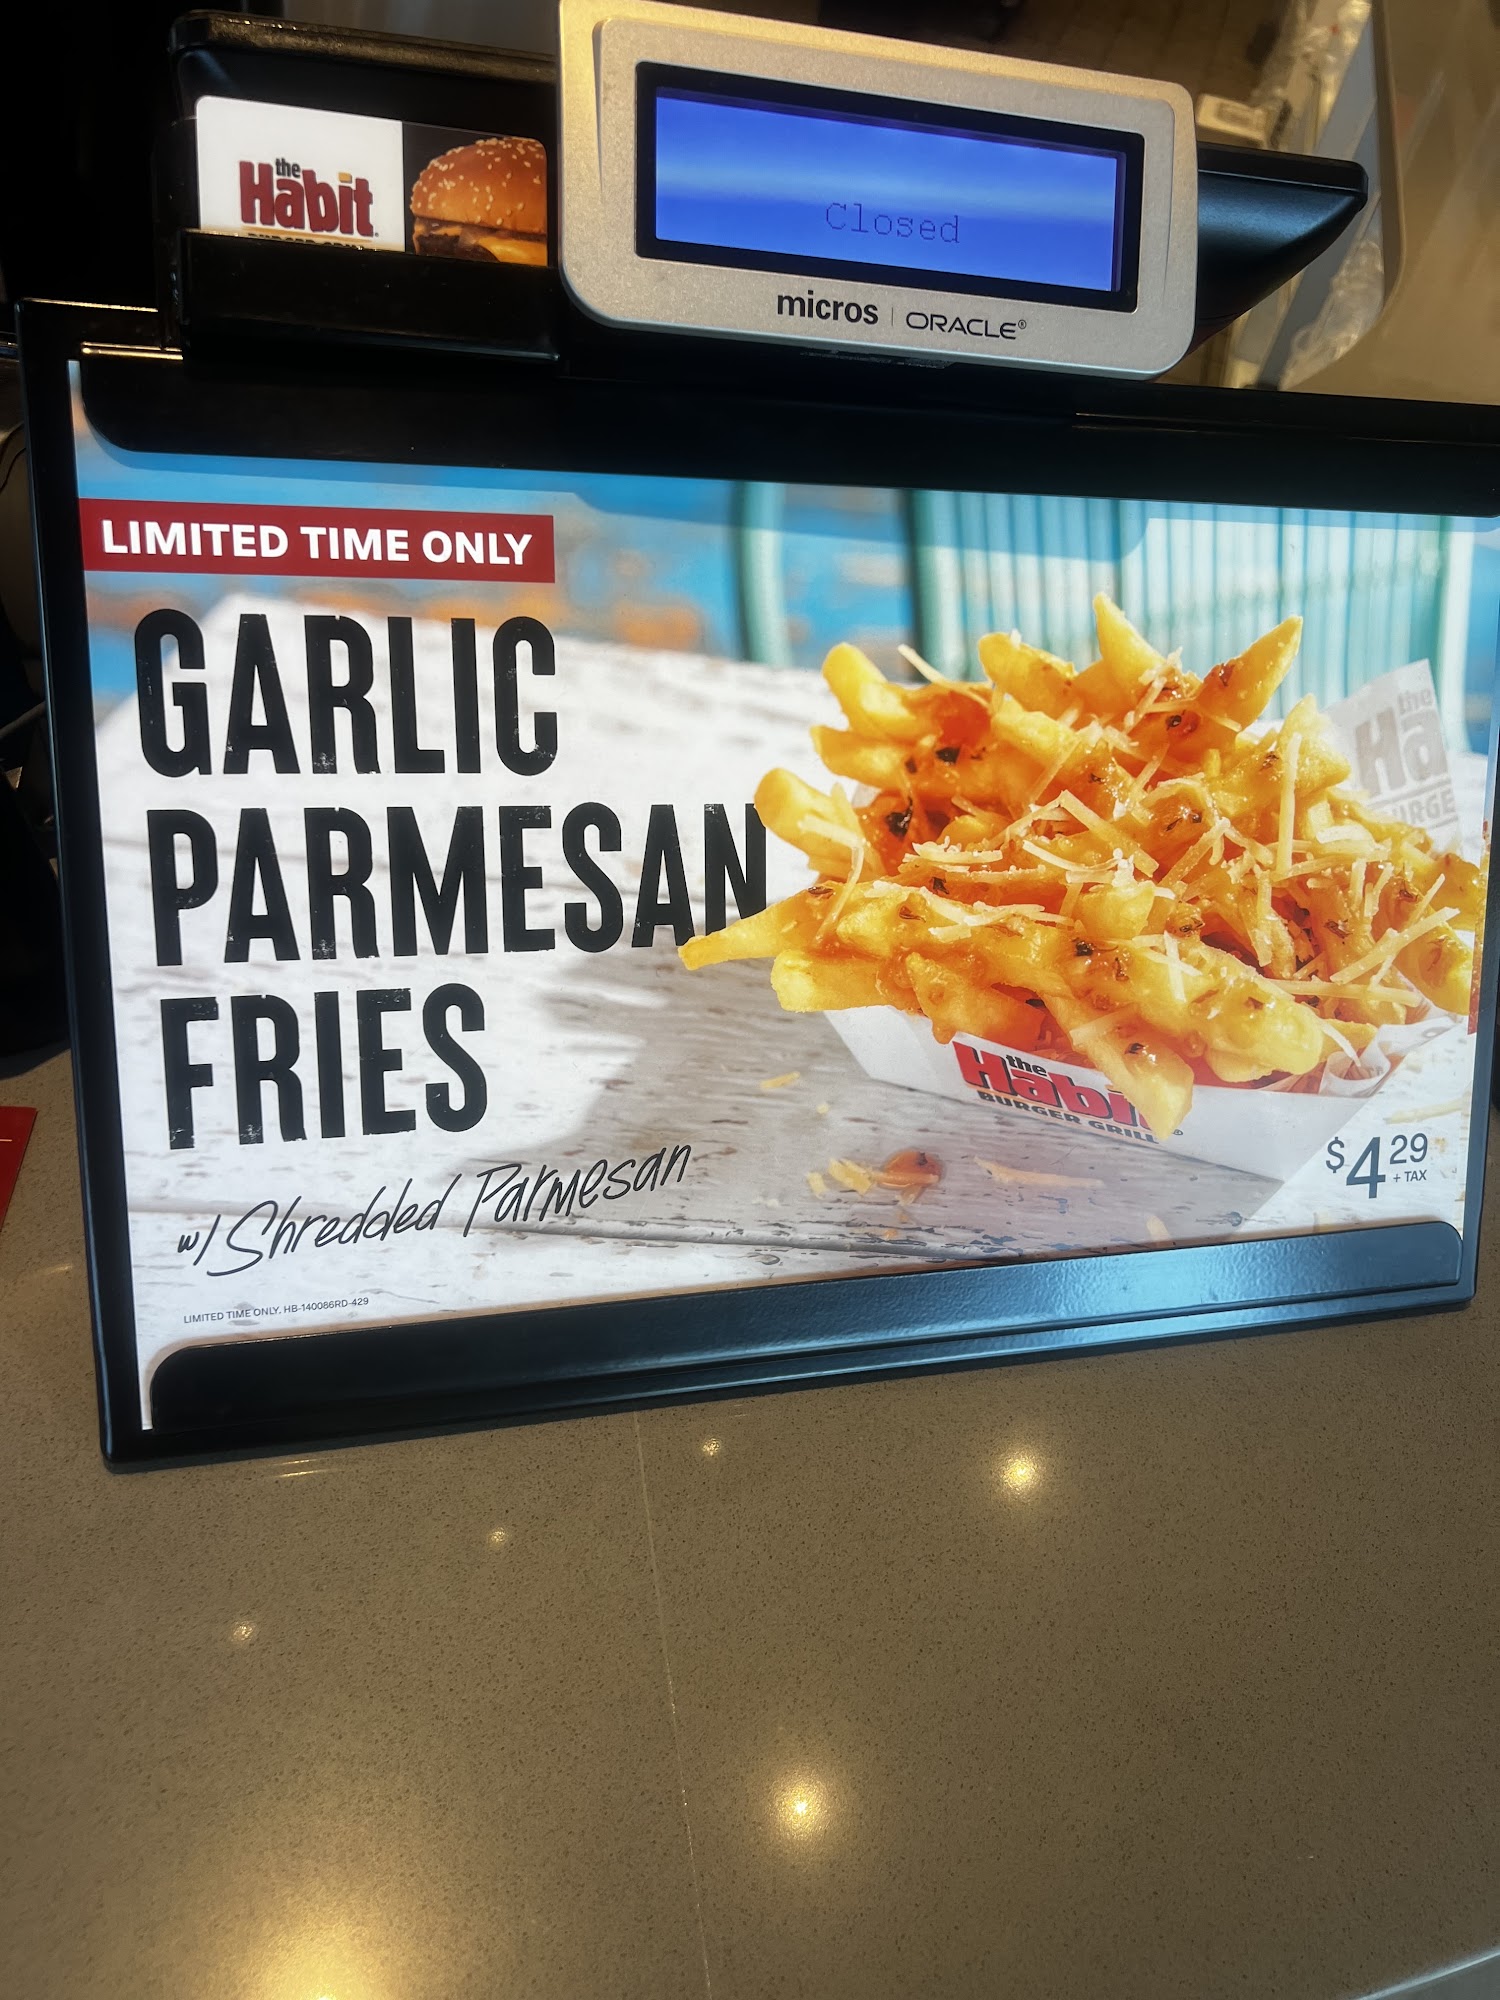 the
Habit
Closed
micros | ORACLE®
LIMITED TIME ONLY
GARLIC
PARMESAN
FRIES
w/ Shredded Parmesan
the
Habit
BURGER GRILL®
$4.29
+ TAX
LIMITED TIME ONLY. HB-140086RD-429